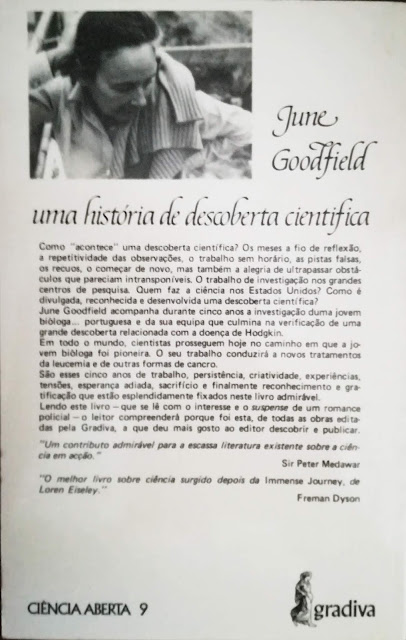 June
Goodfield
uma história de descoberta cientifica
Como "acontece" uma descoberta científica? Os meses a fio de reflexão,
a repetitividade das observações, o trabalho sem horário, as pistas falsas,
os recuos, o começar de novo, mas também a alegria de ultrapassar obstá-
culos que pareciam intransponíveis. O trabalho de investigação nos grandes
centros de pesquisa. Quem faz a ciência nos Estados Unidos? Como é
divulgada, reconhecida e desenvolvida uma descoberta científica?
June Goodfield acompanha durante cinco anos a investigação duma jovem
bióloga... portuguesa e da sua equipa que culmina na verificação de uma
grande descoberta relacionada com a doença de Hodgkin.
Em todo o mundo, cientistas prosseguem hoje no caminho em que a jo-
vem bióloga foi pioneira. O seu trabalho conduzirá a novos tratamentos
da leucemia e de outras formas de cancro.
São esses cinco anos de trabalho, persistência, criatividade, experiências,
tensões, esperança adiada, sacrifício e finalmente reconhecimento e gra-
tificação que estão esplendidamente fixados neste livro admirável.
Lendo este livro — que se lê com o interesse e o suspense de um romance
policial — o leitor compreenderá porque foi esta, de todas as obras edita-
das pela Gradiva, a que deu mais gosto ao editor descobrir e publicar.
"Um contributo admirável para a escassa literatura existente sobre a ciên-
cia em acção."
Sir Peter Medawar
"O melhor livro sobre ciência surgido depois da Immense Journey, de
Loren Eiseley."
Freman Dyson
CIÊNCIA ABERTA 9
gradiva